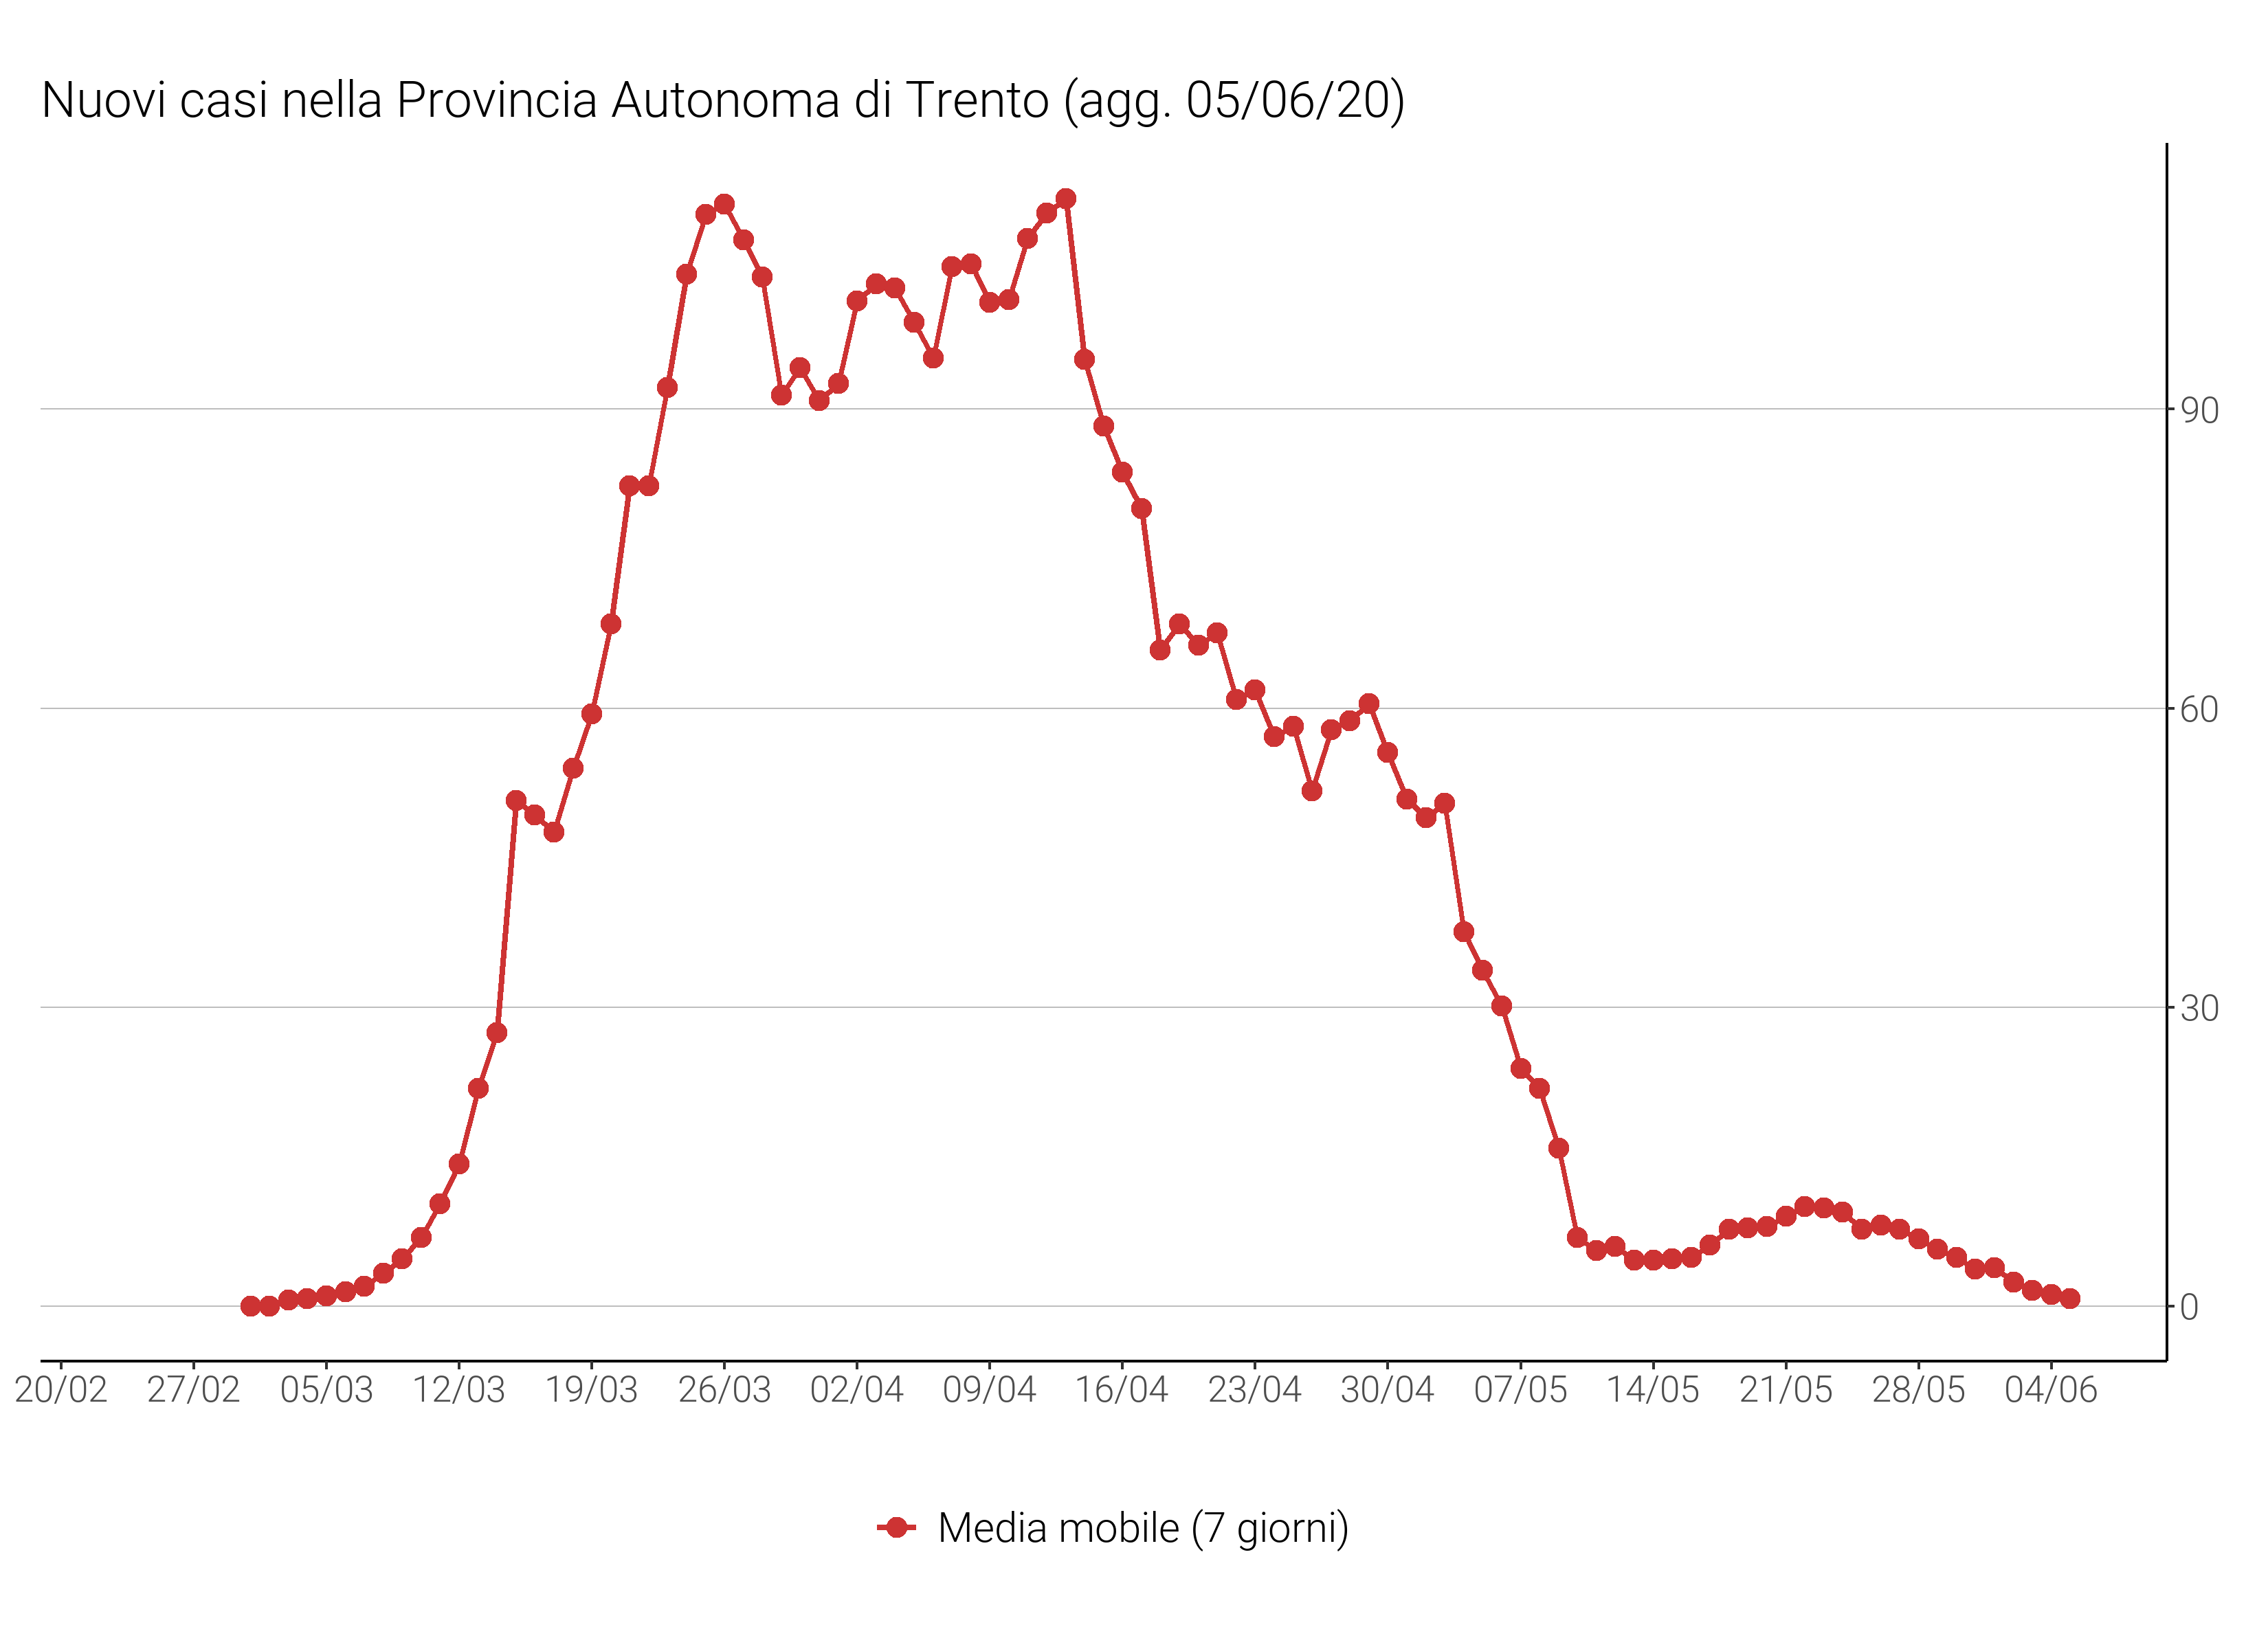 Nuovi casi nella Provincia Autonoma di Trento (agg. 05/06/20)
90
60
30
0
20/02 27/02 05/03 12/03 19/03 26/03 02/04 09/04 16/04 23/04 30/04 07/05 14/05 21/05 28/05 04/06
Media mobile (7 giorni)